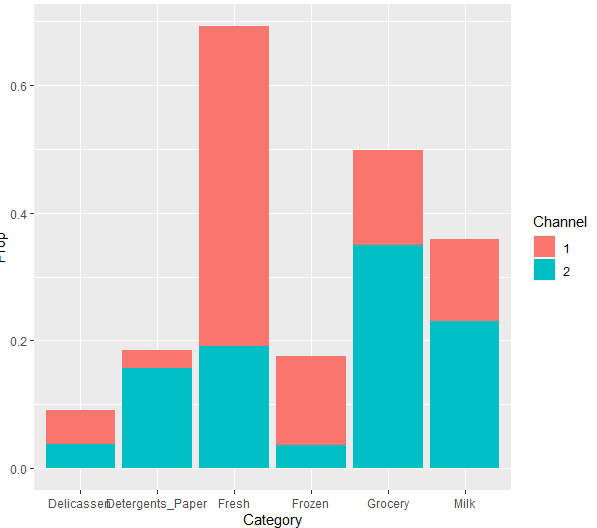 0.6
0.4
0.2
0.0
Prop
Delicassen Detergents_Paper Fresh Frozen Grocery Milk
Category
Channel
1
2